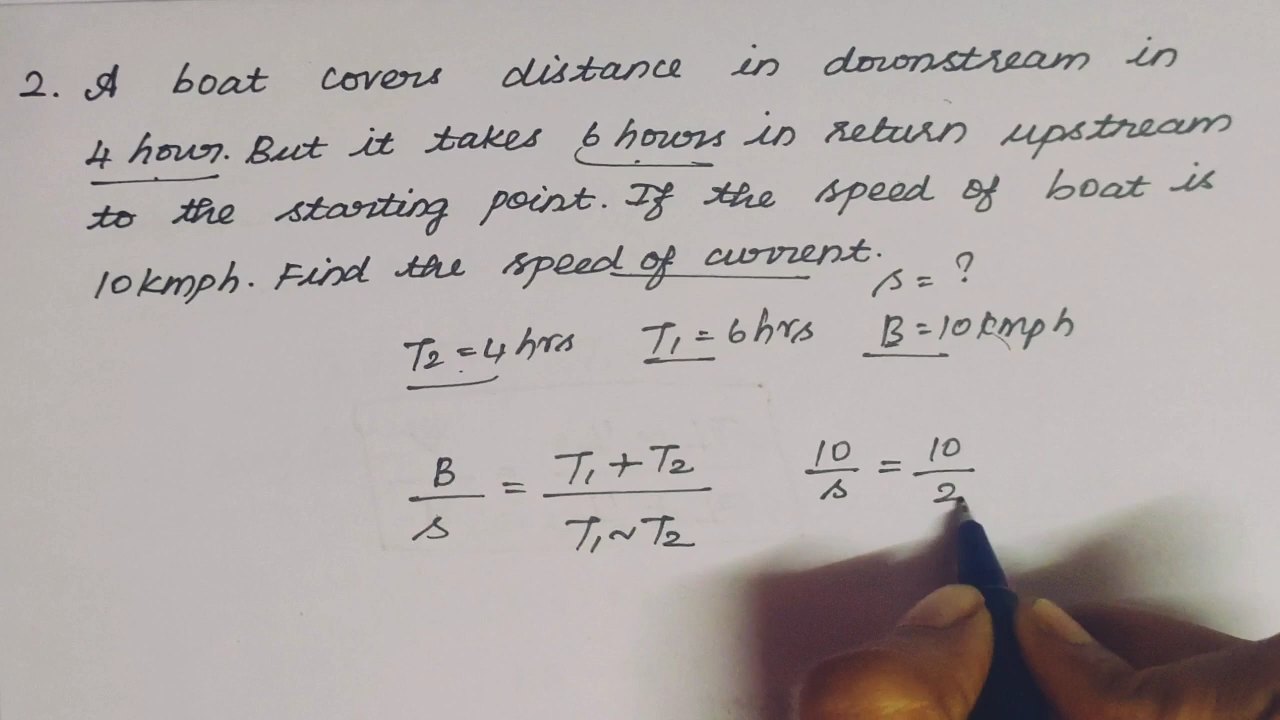 2. A boat covers distance in downstream in
4 hour. But it takes 6 hours in return upstream
to the starting point. If the speed of boat is
10kmph. Find the speed of current.
s = ?
T2 = 4 hrs T1 = 6 hrs B = 10 kmph
B/s = T1 + T2 / T1 ~ T2 10/s = 10/2